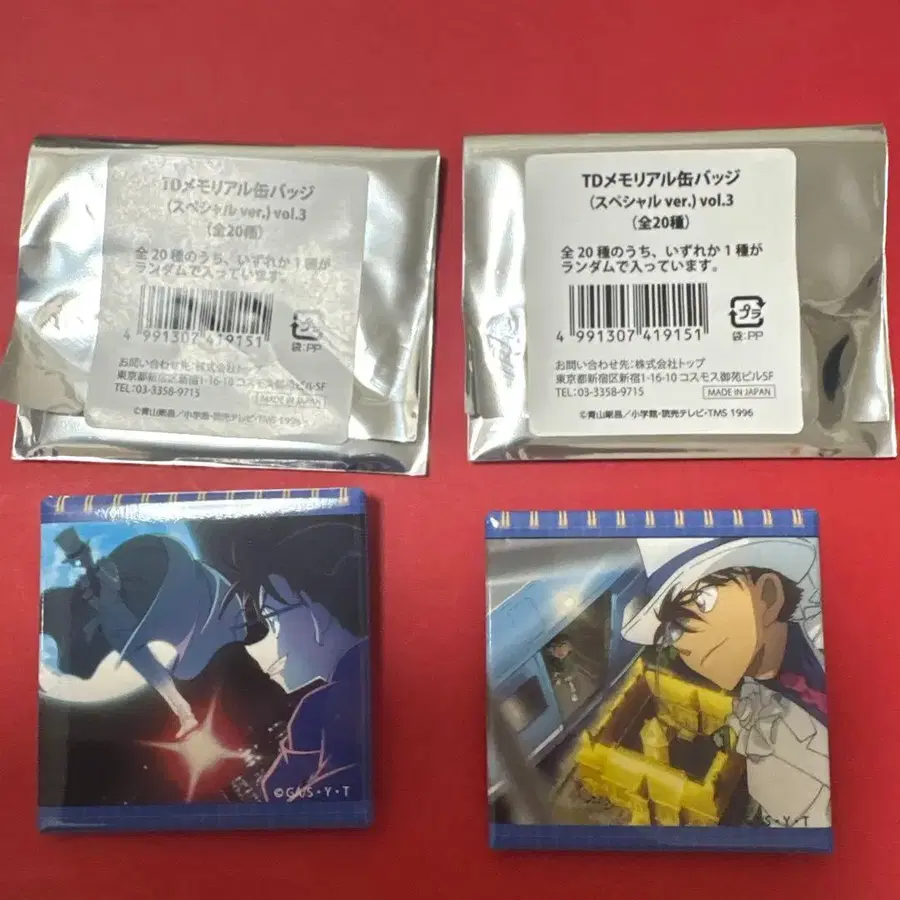 TDメモリアル缶バッジ
(スペシャル ver.) vol.3
(全20種)
全20種のうち、いずれか1種が
ランダムで入っています。
4 991307 419151
プラ
袋:PP
お問い合わせ先:株式会社トップ
東京都新宿区新宿1-16-10 コスモス御苑ビル5F
TEL:03-3358-9715
MADE IN JAPAN
©青山剛昌/小学館・読売テレビ・TMS 1996
TDメモリアル缶バッジ
(スペシャル ver.) vol.3
(全20種)
全20種のうち、いずれか1種が
ランダムで入っています。
4 991307 419151
プラ
袋:PP
お問い合わせ先:株式会社トップ
東京都新宿区新宿1-16-10 コスモス御苑ビル5F
TEL:03-3358-9715
MADE IN JAPAN
©青山剛昌/小学館・読売テレビ・TMS 1996
©G.A/S・Y・T
S・Y・T